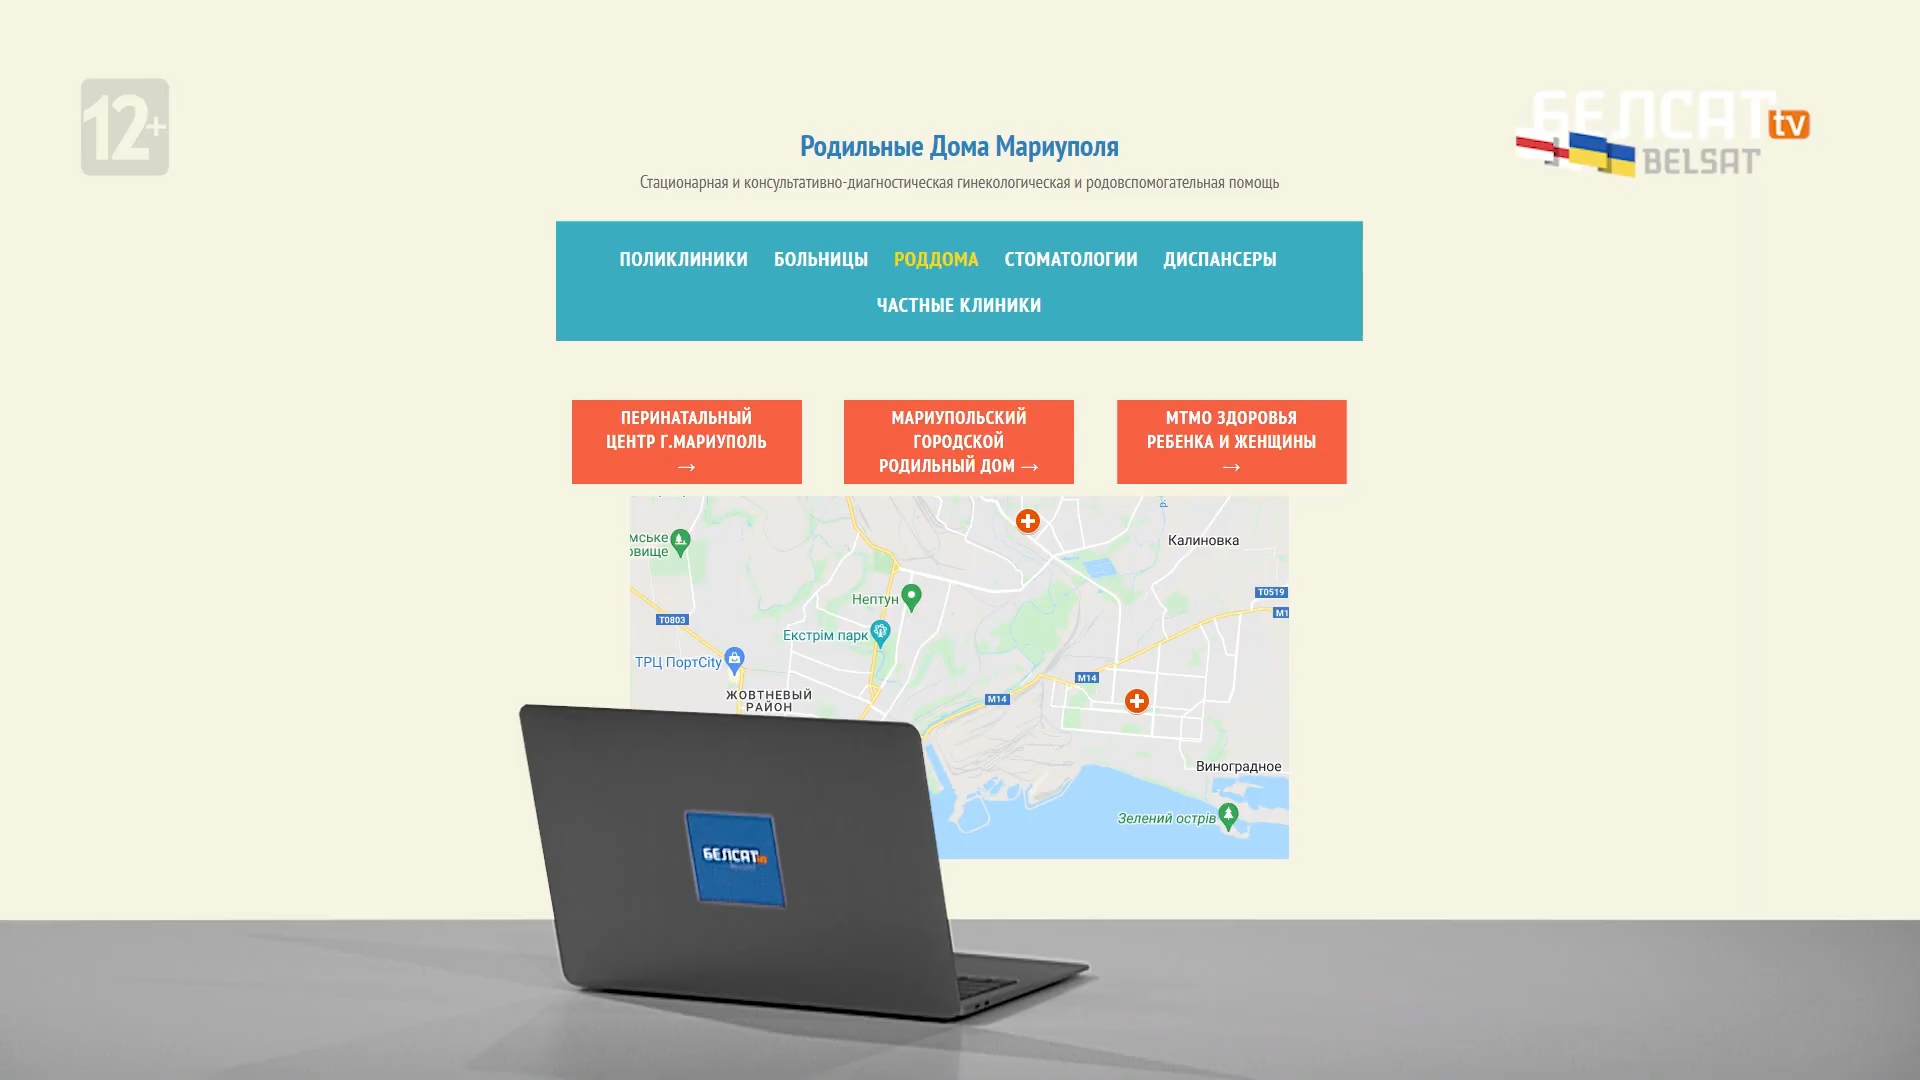 12+
БЕЛСАТ tv
BELSAT
Родильные Дома Мариуполя
Стационарная и консультативно-диагностическая гинекологическая и родовспомогательная помощь
ПОЛИКЛИНИКИ БОЛЬНИЦЫ РОДДОМА СТОМАТОЛОГИИ ДИСПАНСЕРЫ
ЧАСТНЫЕ КЛИНИКИ
ПЕРИНАТАЛЬНЫЙ
ЦЕНТР Г.МАРИУПОЛЬ
→
МАРИУПОЛЬСКИЙ
ГОРОДСКОЙ
РОДИЛЬНЫЙ ДОМ →
МТМО ЗДОРОВЬЯ
РЕБЕНКА И ЖЕНЩИНЫ
→
мське
овище
Калиновка
T0519
M1
Нептун
T0803
Екстрім парк
ТРЦ ПортCity
M14
ЖОВТНЕВЫЙ
РАЙОН
M14
Виноградное
Зелений острів
БЕЛСАТ